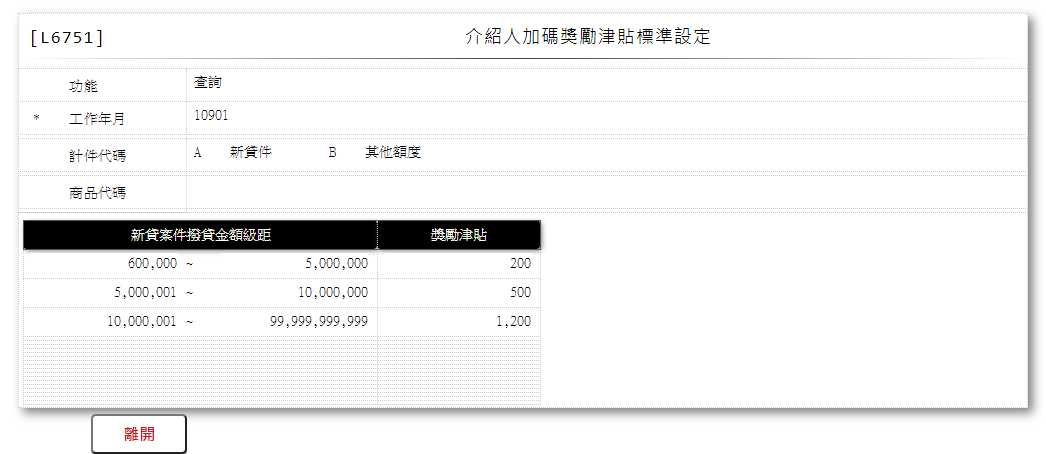 [L6751] 介紹人加碼獎勵津貼標準設定
功能 查詢
* 工作年月 10901
計件代碼 A 新貸件 B 其他額度
商品代碼
新貸案件撥貸金額級距 獎勵津貼
600,000 ~ 5,000,000 200
5,000,001 ~ 10,000,000 500
10,000,001 ~ 99,999,999,999 1,200
離開